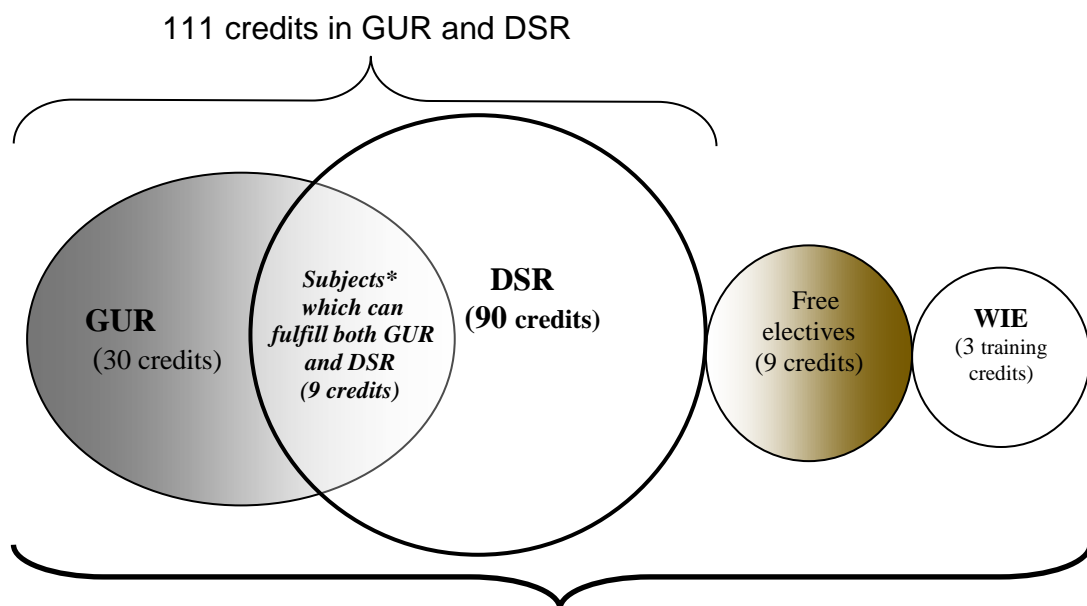 111 credits in GUR and DSR
GUR
(30 credits)
Subjects*
which can
fulfill both GUR
and DSR
(9 credits)
DSR
(90 credits)
Free
electives
(9 credits)
WIE
(3 training
credits)